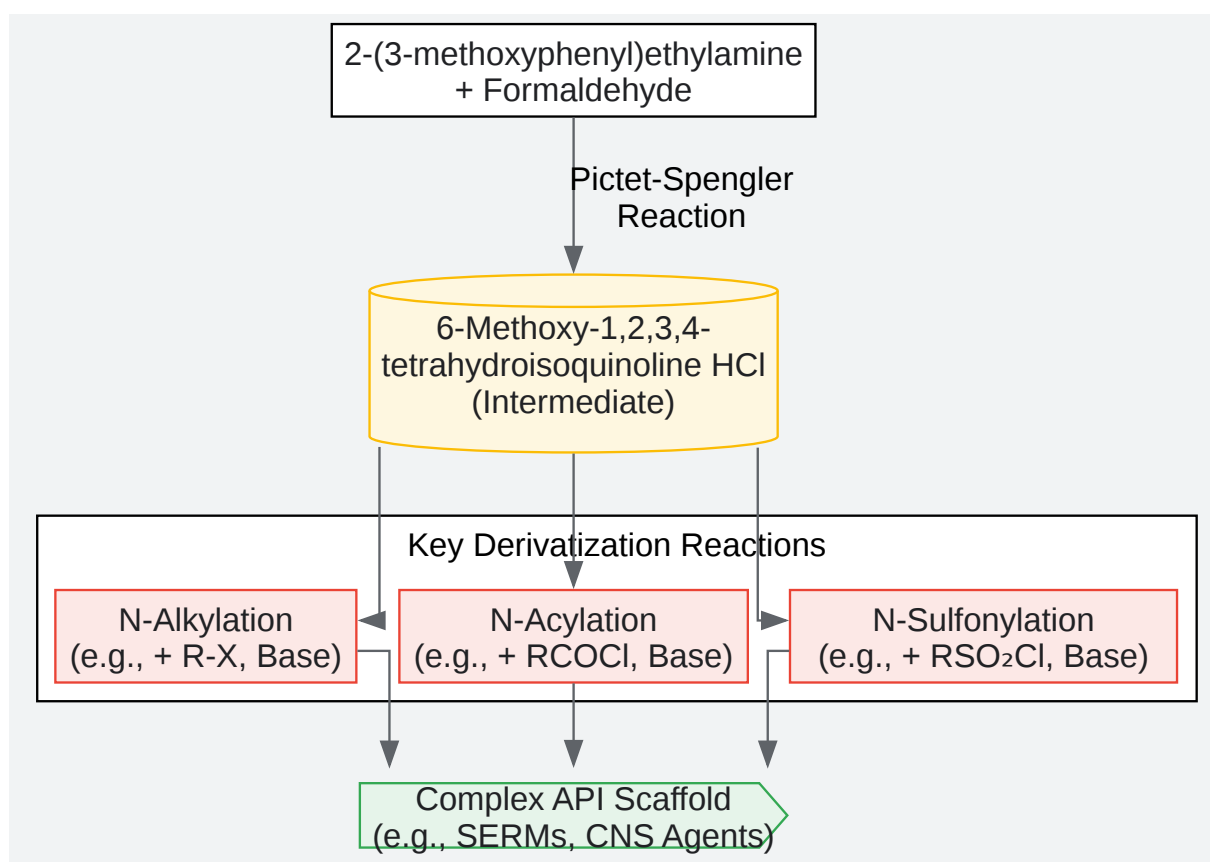 2-(3-methoxyphenyl)ethylamine
+ Formaldehyde
Pictet-Spengler
Reaction
6-Methoxy-1,2,3,4-
tetrahydroisoquinoline HCl
(Intermediate)
Key Derivatization Reactions
N-Alkylation
(e.g., + R-X, Base)
N-Acylation
(e.g., + RCOCl, Base)
N-Sulfonylation
(e.g., + RSO₂Cl, Base)
Complex API Scaffold
(e.g., SERMs, CNS Agents)